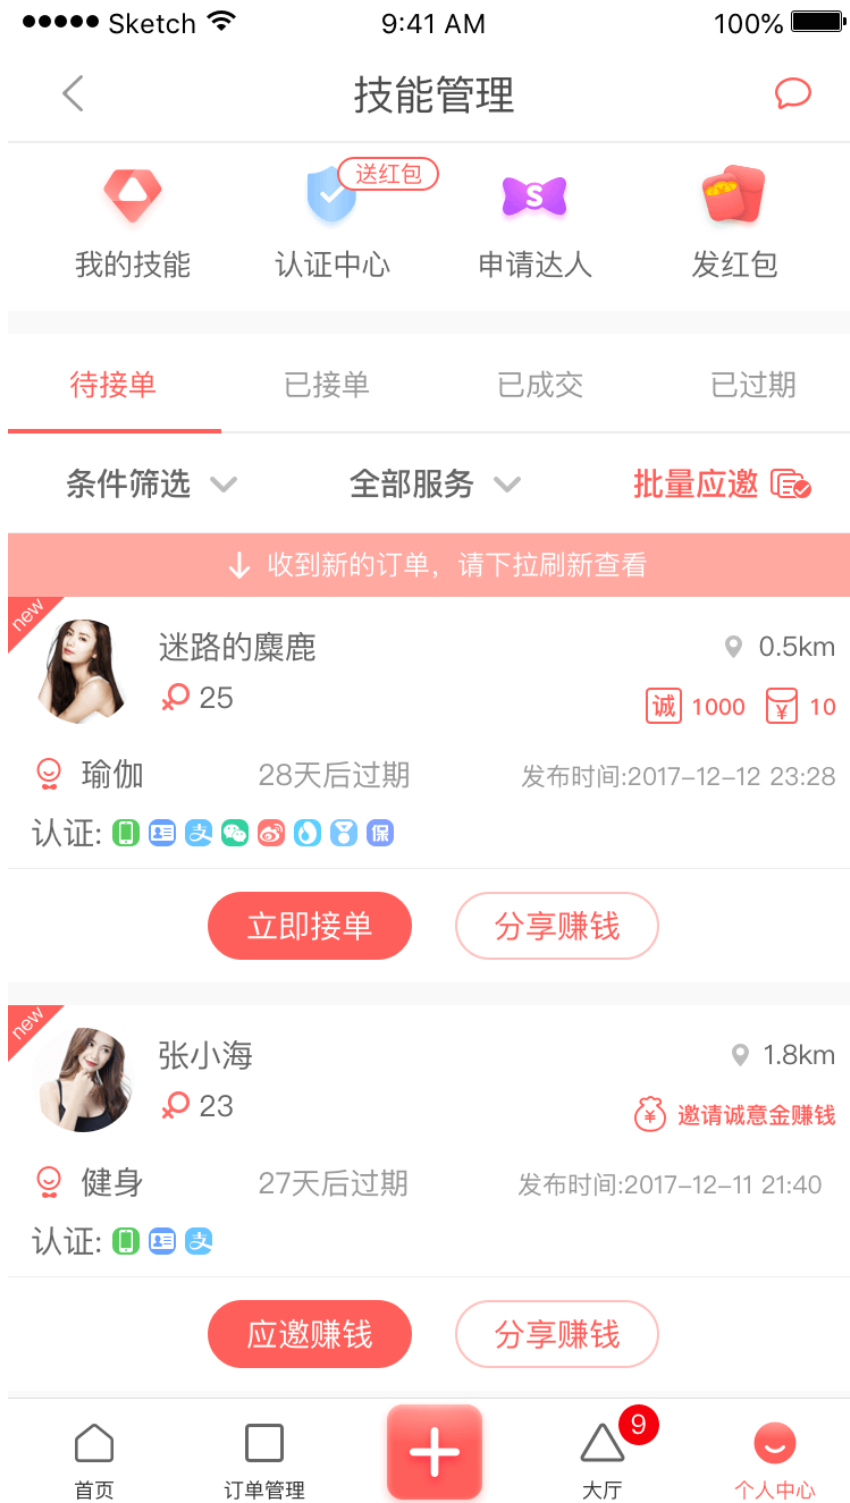 Sketch 9:41 AM 100%
技能管理
送红包
我的技能 认证中心 申请达人 发红包
待接单 已接单 已成交 已过期
条件筛选 全部服务 批量应邀
收到新的订单，请下拉刷新查看
new
迷路的麋鹿 0.5km
25 诚 1000 ¥ 10
瑜伽 28天后过期 发布时间:2017-12-12 23:28
认证: 支 保
立即接单 分享赚钱
new
张小海 1.8km
23 ¥ 邀请诚意金赚钱
健身 27天后过期 发布时间:2017-12-11 21:40
认证: 支
应邀赚钱 分享赚钱
9
首页 订单管理 大厅 个人中心